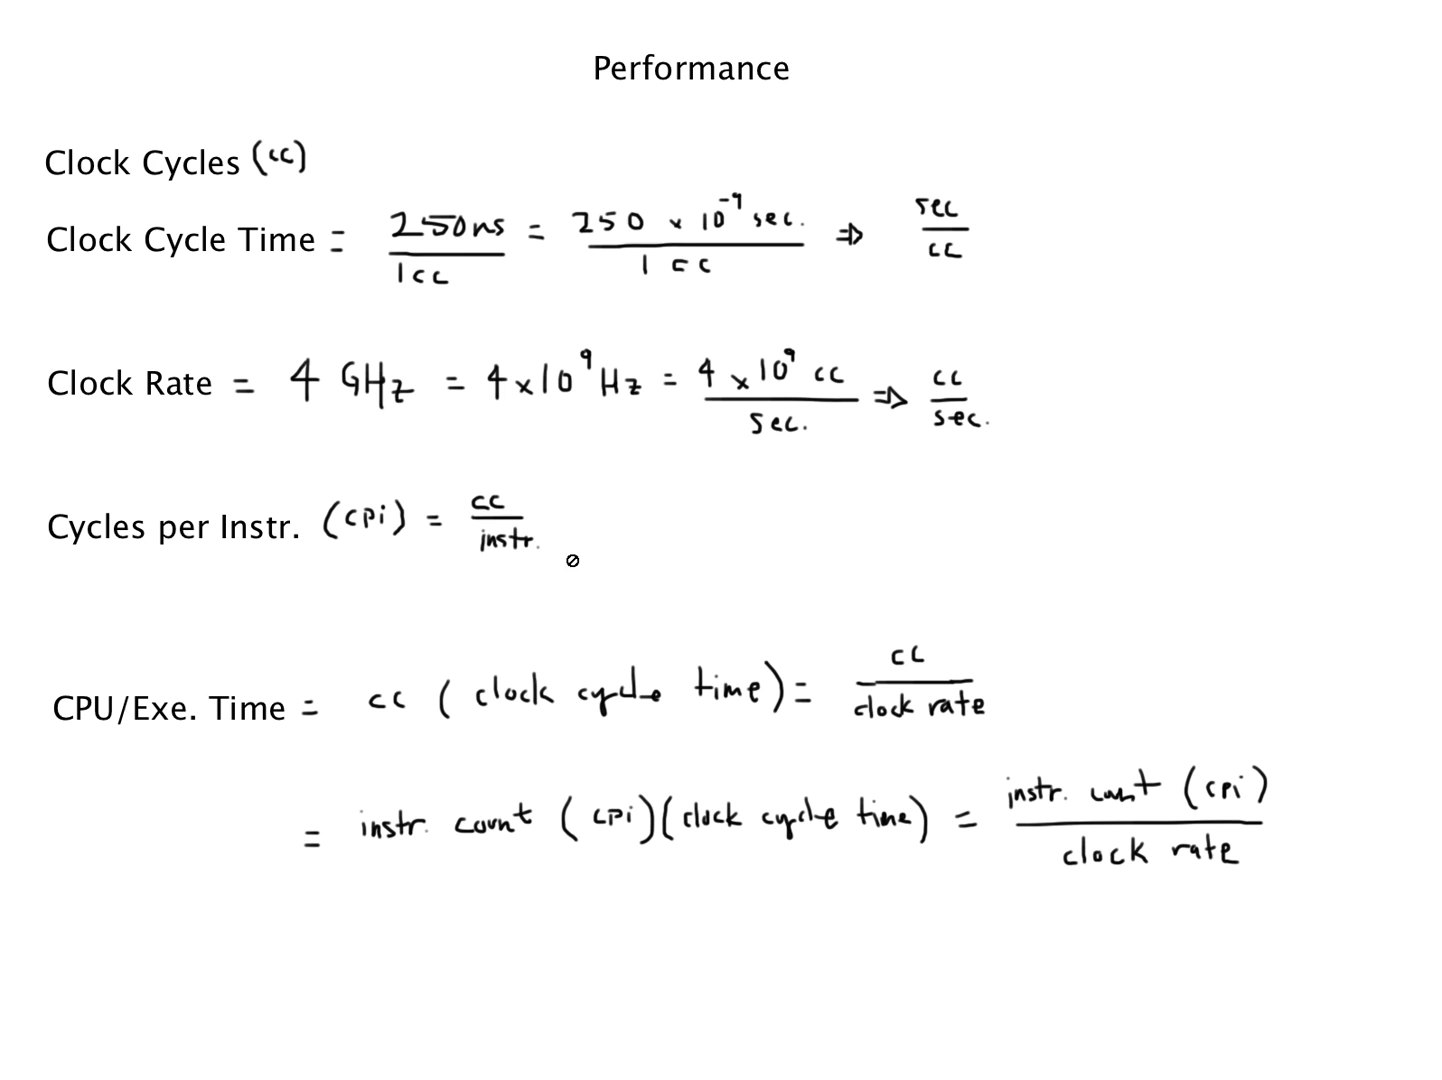 Performance
Clock Cycles (cc)
Clock Cycle Time = 250ns / 1cc = 250 x 10^-9 sec. / 1 cc ⇒ sec / cc
Clock Rate = 4 GHz = 4x10^9 Hz = 4 x 10^9 cc / sec. ⇒ cc / sec.
Cycles per Instr. (cpi) = cc / instr.
CPU/Exe. Time = cc ( clock cycle time) = cc / clock rate
= instr. count ( cpi)(clock cycle time) = instr. count (cpi) / clock rate